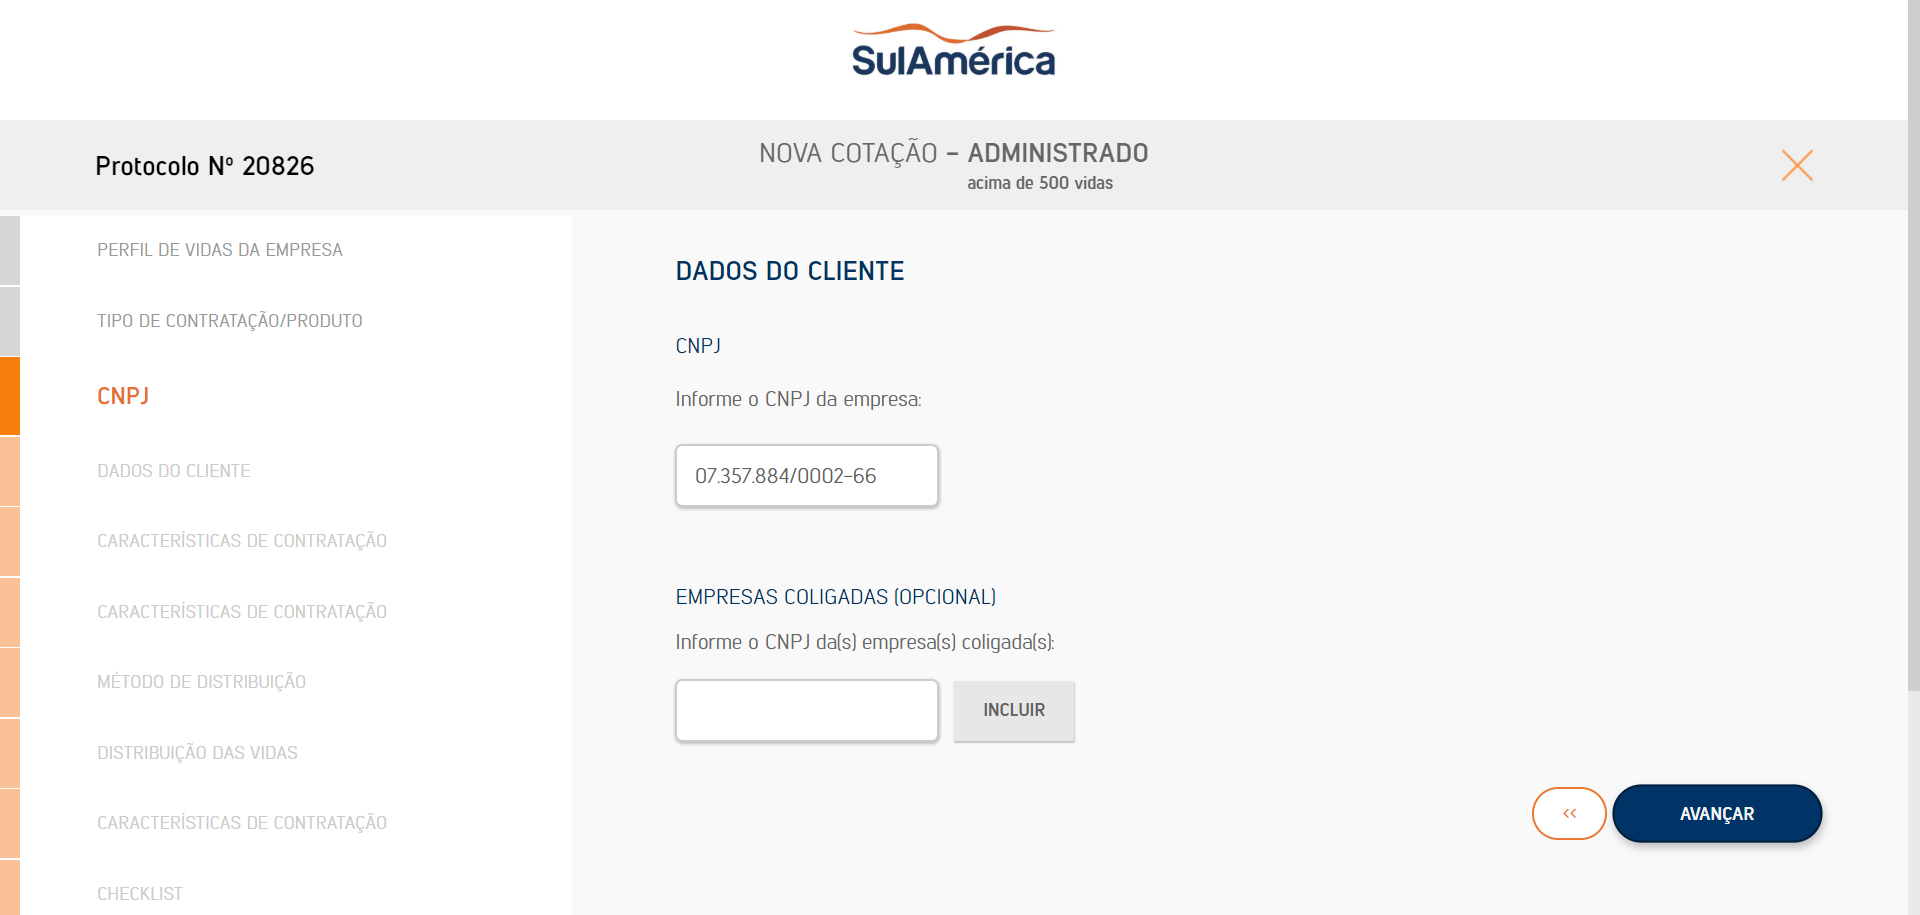 SulAmérica
Protocolo Nº 20826
NOVA COTAÇÃO – ADMINISTRADO
acima de 500 vidas
PERFIL DE VIDAS DA EMPRESA
TIPO DE CONTRATAÇÃO/PRODUTO
CNPJ
DADOS DO CLIENTE
CARACTERÍSTICAS DE CONTRATAÇÃO
CARACTERÍSTICAS DE CONTRATAÇÃO
MÉTODO DE DISTRIBUIÇÃO
DISTRIBUIÇÃO DAS VIDAS
CARACTERÍSTICAS DE CONTRATAÇÃO
CHECKLIST
DADOS DO CLIENTE
CNPJ
Informe o CNPJ da empresa:
07.357.884/0002-66
EMPRESAS COLIGADAS (OPCIONAL)
Informe o CNPJ da(s) empresa(s) coligada(s):
INCLUIR
<< AVANÇAR